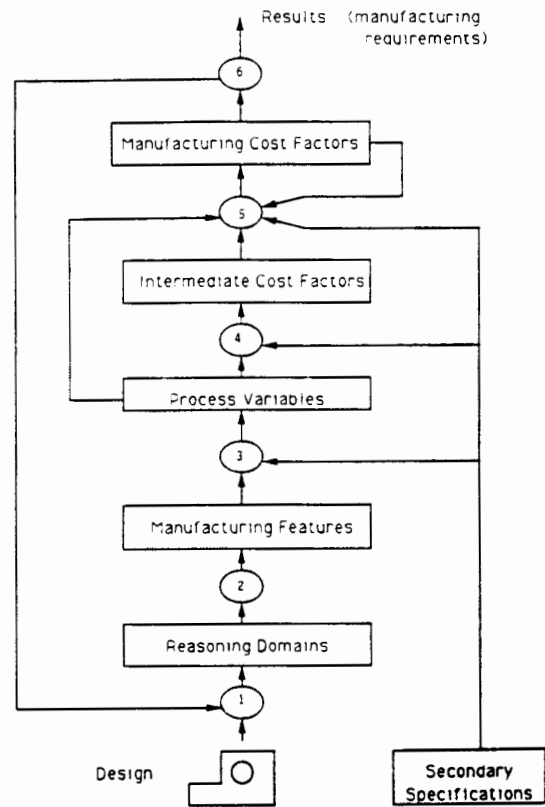 Results (manufacturing
requirements)
6
Manufacturing Cost Factors
5
Intermediate Cost Factors
4
Process Variables
3
Manufacturing Features
2
Reasoning Domains
1
Design
Secondary
Specifications